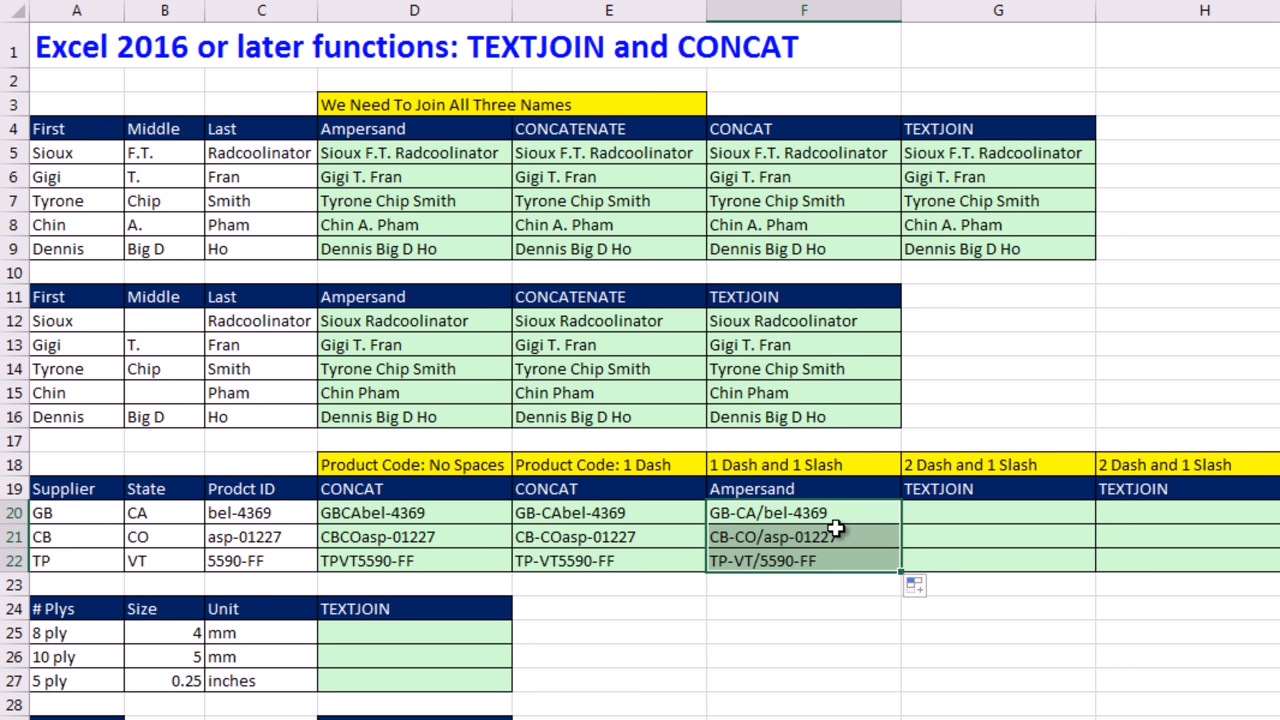 A B C D E F G H
1 Excel 2016 or later functions: TEXTJOIN and CONCAT
2
3 We Need To Join All Three Names
4 First Middle Last Ampersand CONCATENATE CONCAT TEXTJOIN
5 Sioux F.T. Radcoolinator Sioux F.T. Radcoolinator Sioux F.T. Radcoolinator Sioux F.T. Radcoolinator Sioux F.T. Radcoolinator
6 Gigi T. Fran Gigi T. Fran Gigi T. Fran Gigi T. Fran Gigi T. Fran
7 Tyrone Chip Smith Tyrone Chip Smith Tyrone Chip Smith Tyrone Chip Smith Tyrone Chip Smith
8 Chin A. Pham Chin A. Pham Chin A. Pham Chin A. Pham Chin A. Pham
9 Dennis Big D Ho Dennis Big D Ho Dennis Big D Ho Dennis Big D Ho Dennis Big D Ho
10
11 First Middle Last Ampersand CONCATENATE TEXTJOIN
12 Sioux Radcoolinator Sioux Radcoolinator Sioux Radcoolinator Sioux Radcoolinator
13 Gigi T. Fran Gigi T. Fran Gigi T. Fran Gigi T. Fran
14 Tyrone Chip Smith Tyrone Chip Smith Tyrone Chip Smith Tyrone Chip Smith
15 Chin Pham Chin Pham Chin Pham Chin Pham
16 Dennis Big D Ho Dennis Big D Ho Dennis Big D Ho Dennis Big D Ho
17
18 Product Code: No Spaces Product Code: 1 Dash 1 Dash and 1 Slash 2 Dash and 1 Slash 2 Dash and 1 Slash
19 Supplier State Prodct ID CONCAT CONCAT Ampersand TEXTJOIN TEXTJOIN
20 GB CA bel-4369 GBCAbel-4369 GB-CAbel-4369 GB-CA/bel-4369
21 CB CO asp-01227 CBCOasp-01227 CB-COasp-01227 CB-CO/asp-01227
22 TP VT 5590-FF TPVT5590-FF TP-VT5590-FF TP-VT/5590-FF
23
24 # Plys Size Unit TEXTJOIN
25 8 ply 4 mm
26 10 ply 5 mm
27 5 ply 0.25 inches
28